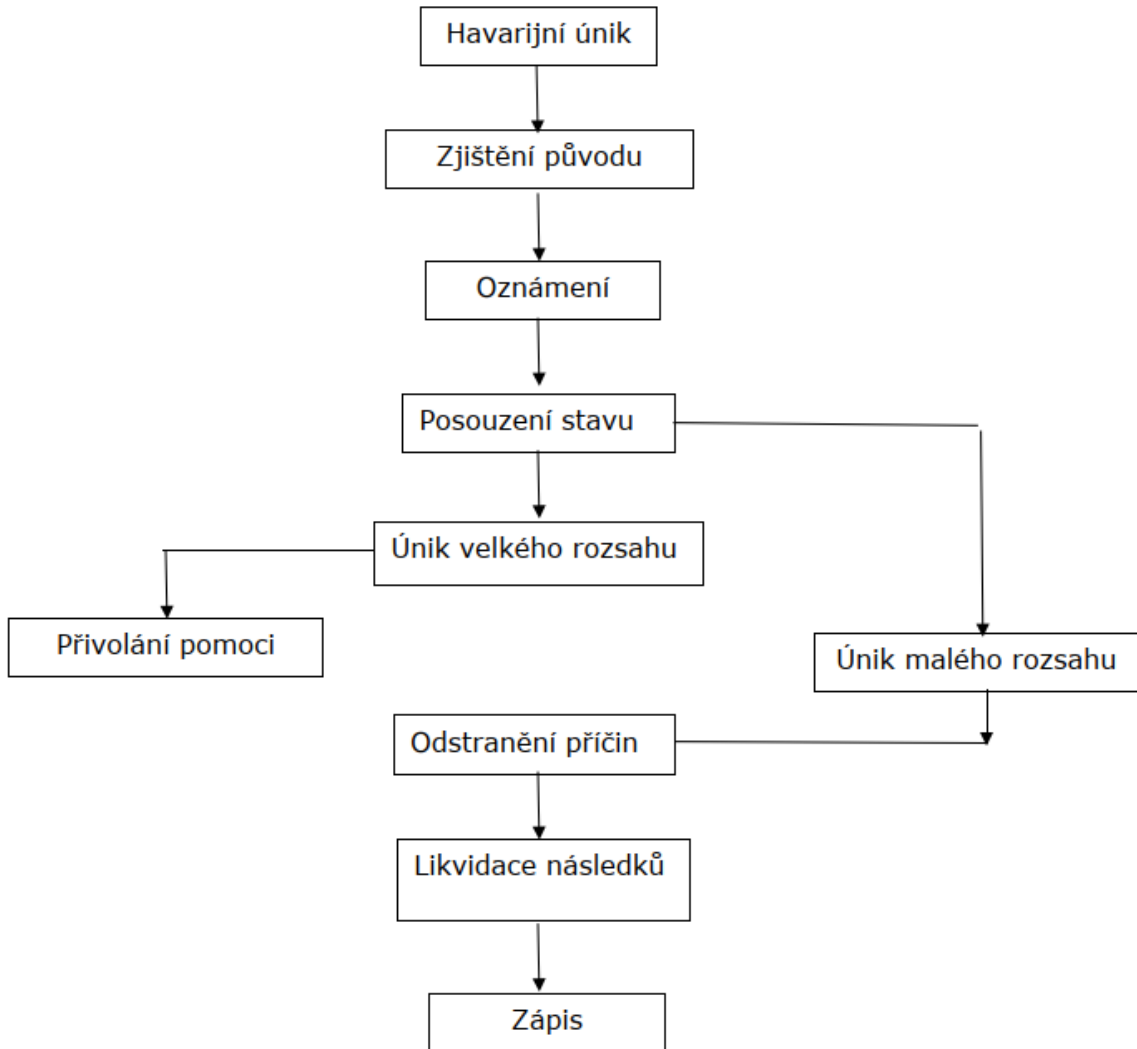 Havarijní únik
Zjištění původu
Oznámení
Posouzení stavu
Únik velkého rozsahu
Přivolání pomoci
Únik malého rozsahu
Odstranění příčin
Likvidace následků
Zápis